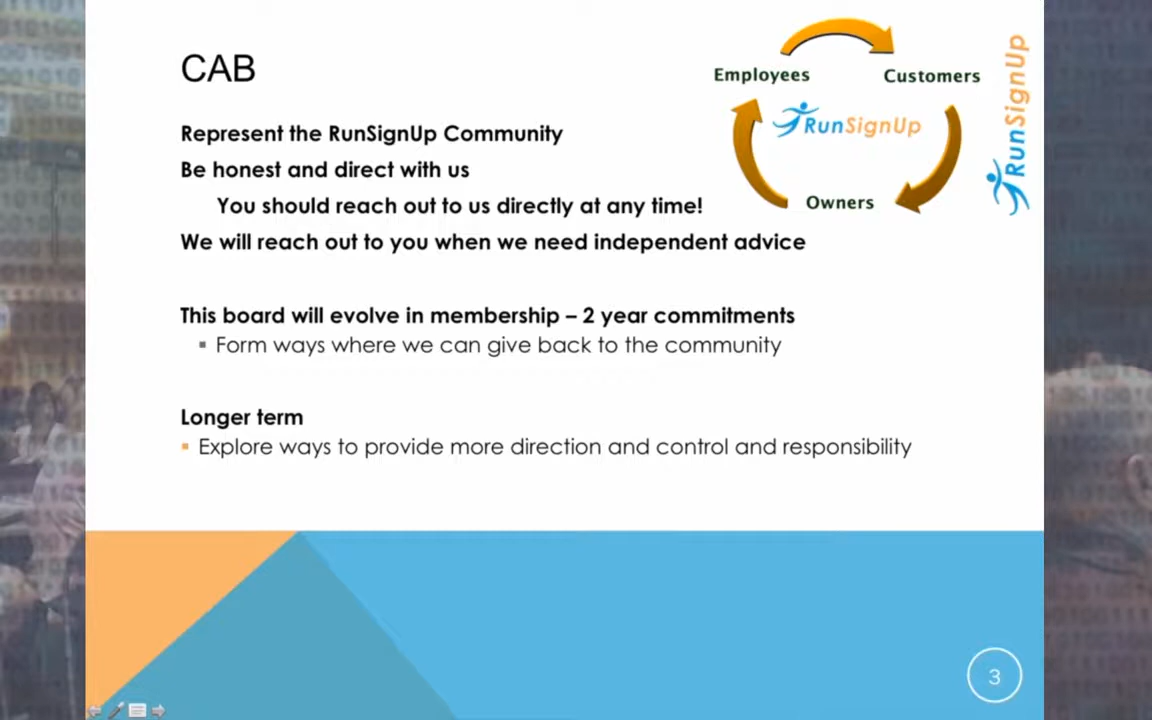 CAB
Employees
Customers
RunSignUp
Owners
RunSignUp
Represent the RunSignUp Community
Be honest and direct with us
You should reach out to us directly at any time!
We will reach out to you when we need independent advice
This board will evolve in membership – 2 year commitments
▪ Form ways where we can give back to the community
Longer term
▪ Explore ways to provide more direction and control and responsibility
3